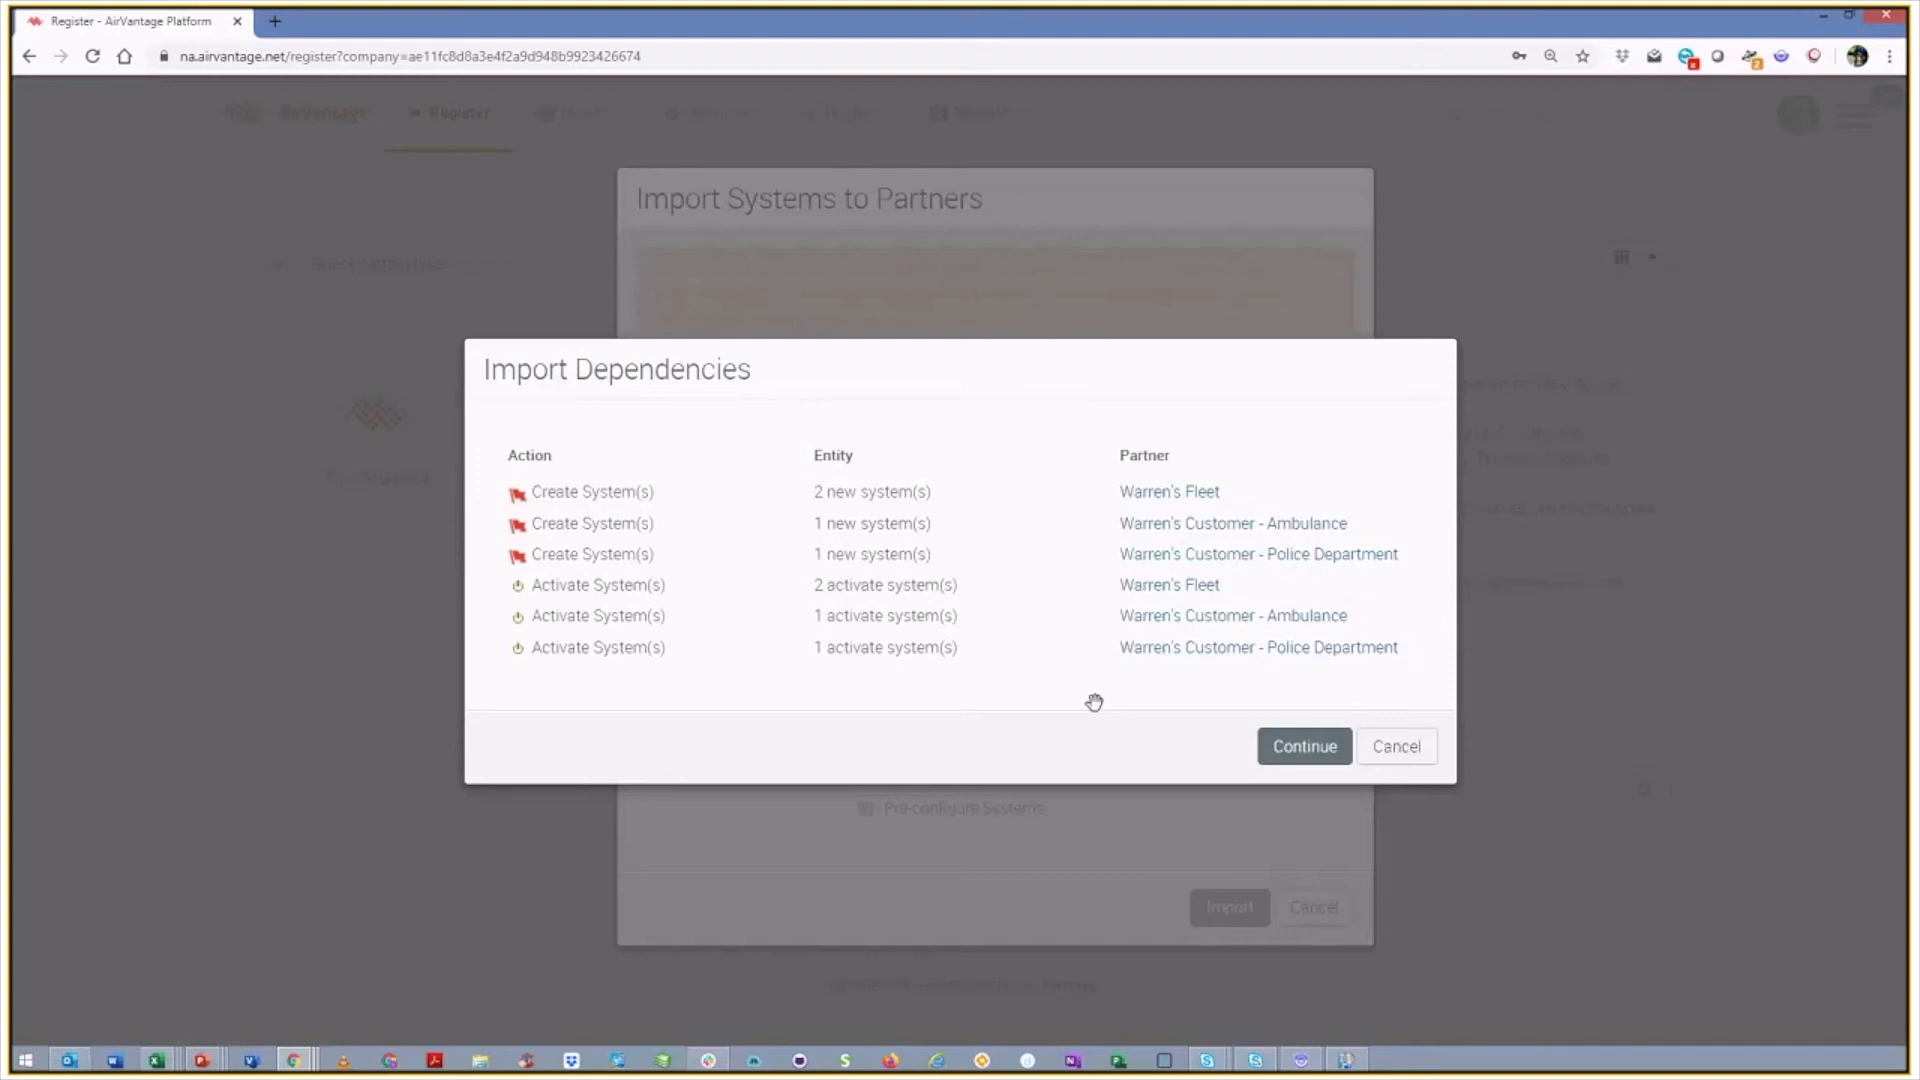 Register - AirVantage Platform
na.airvantage.net/register?company=ae11fc8d8a3e4f2a9d948b9923426674
airVantage Register
Import Systems to Partners
Import Dependencies
Action Entity Partner
Create System(s) 2 new system(s) Warren's Fleet
Create System(s) 1 new system(s) Warren's Customer - Ambulance
Create System(s) 1 new system(s) Warren's Customer - Police Department
Activate System(s) 2 activate system(s) Warren's Fleet
Activate System(s) 1 activate system(s) Warren's Customer - Ambulance
Activate System(s) 1 activate system(s) Warren's Customer - Police Department
Continue Cancel
Pre-configure Systems
Import Cancel